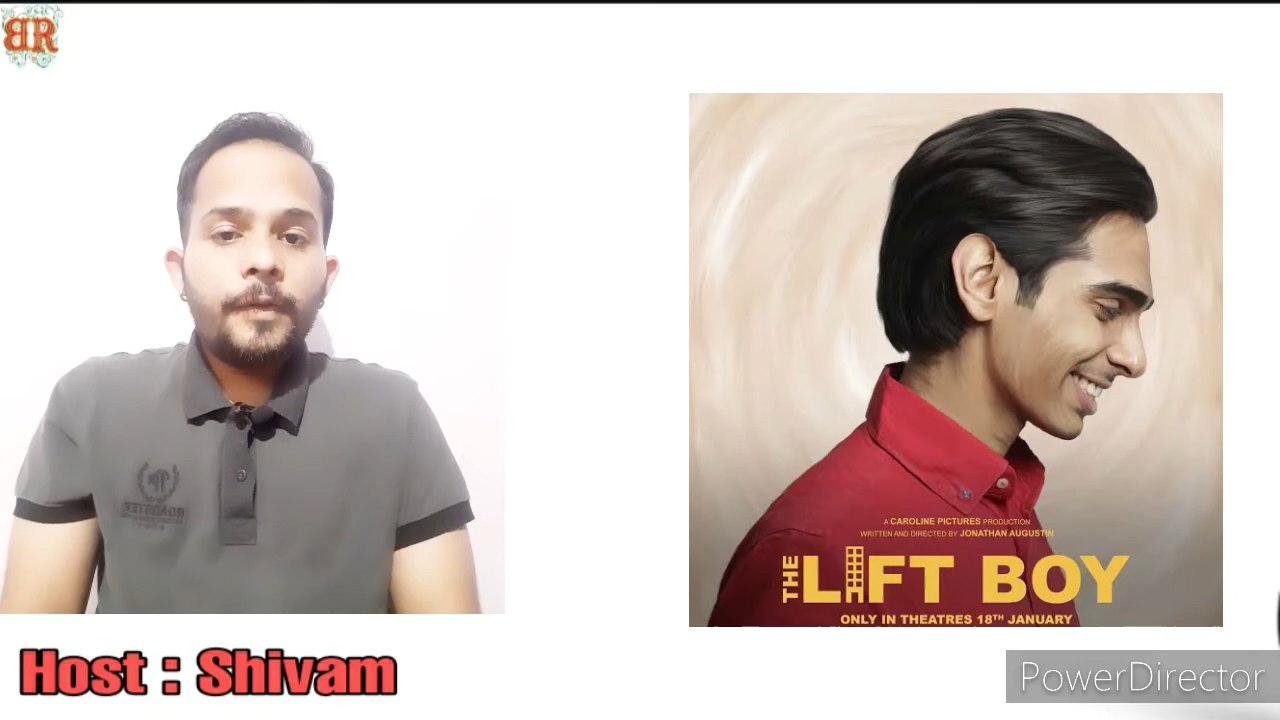 BR
ROADSTER
A CAROLINE PICTURES PRODUCTION
WRITTEN AND DIRECTED BY JONATHAN AUGUSTIN
THE LIFT BOY
ONLY IN THEATRES 18TH JANUARY
Host : Shivam
PowerDirector